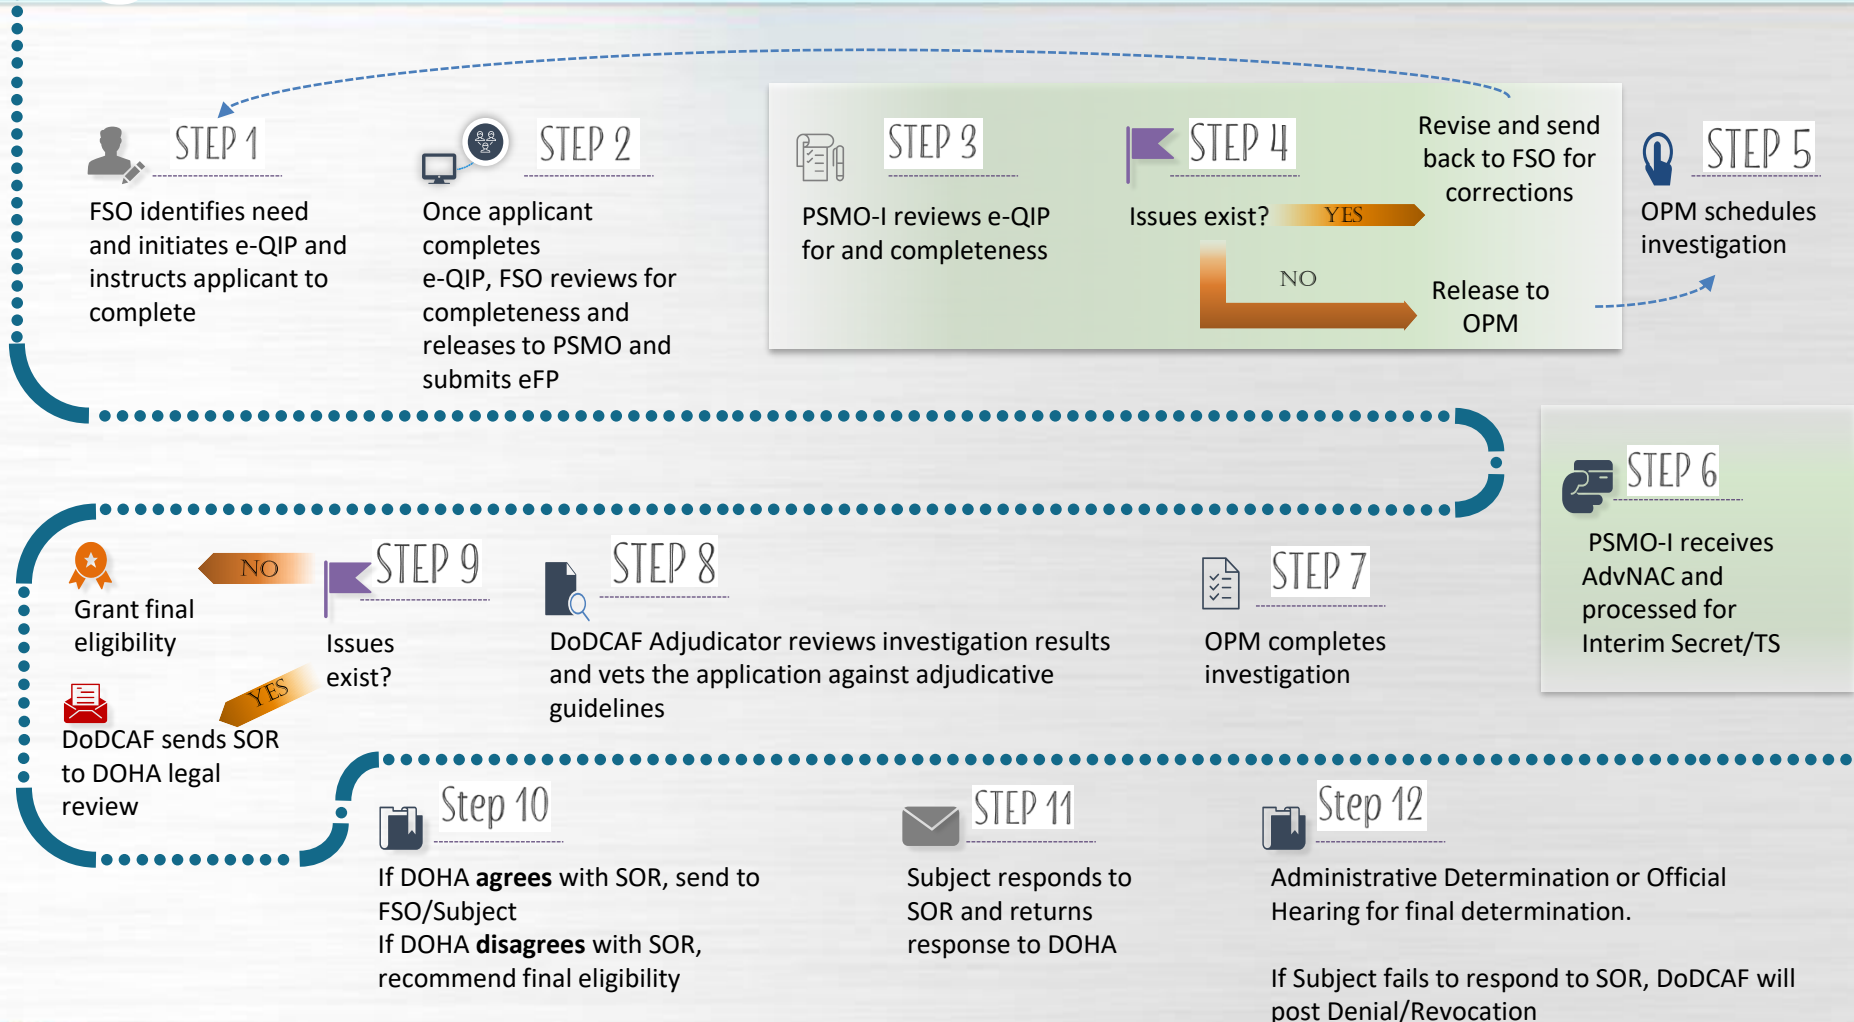 STEP 1
FSO identifies need
and initiates e-QIP and
instructs applicant to
complete
STEP 2
Once applicant
completes
e-QIP, FSO reviews for
completeness and
releases to PSMO and
submits eFP
STEP 3
PSMO-I reviews e-QIP
for and completeness
STEP 4
Issues exist?
YES
Revise and send
back to FSO for
corrections
NO
Release to
OPM
STEP 5
OPM schedules
investigation
STEP 6
PSMO-I receives
AdvNAC and
processed for
Interim Secret/TS
STEP 7
OPM completes
investigation
STEP 8
DoDCAF Adjudicator reviews investigation results
and vets the application against adjudicative
guidelines
STEP 9
Issues
exist?
NO
Grant final
eligibility
YES
DoDCAF sends SOR
to DOHA legal
review
Step 10
If DOHA agrees with SOR, send to
FSO/Subject
If DOHA disagrees with SOR,
recommend final eligibility
STEP 11
Subject responds to
SOR and returns
response to DOHA
Step 12
Administrative Determination or Official
Hearing for final determination.
If Subject fails to respond to SOR, DoDCAF will
post Denial/Revocation